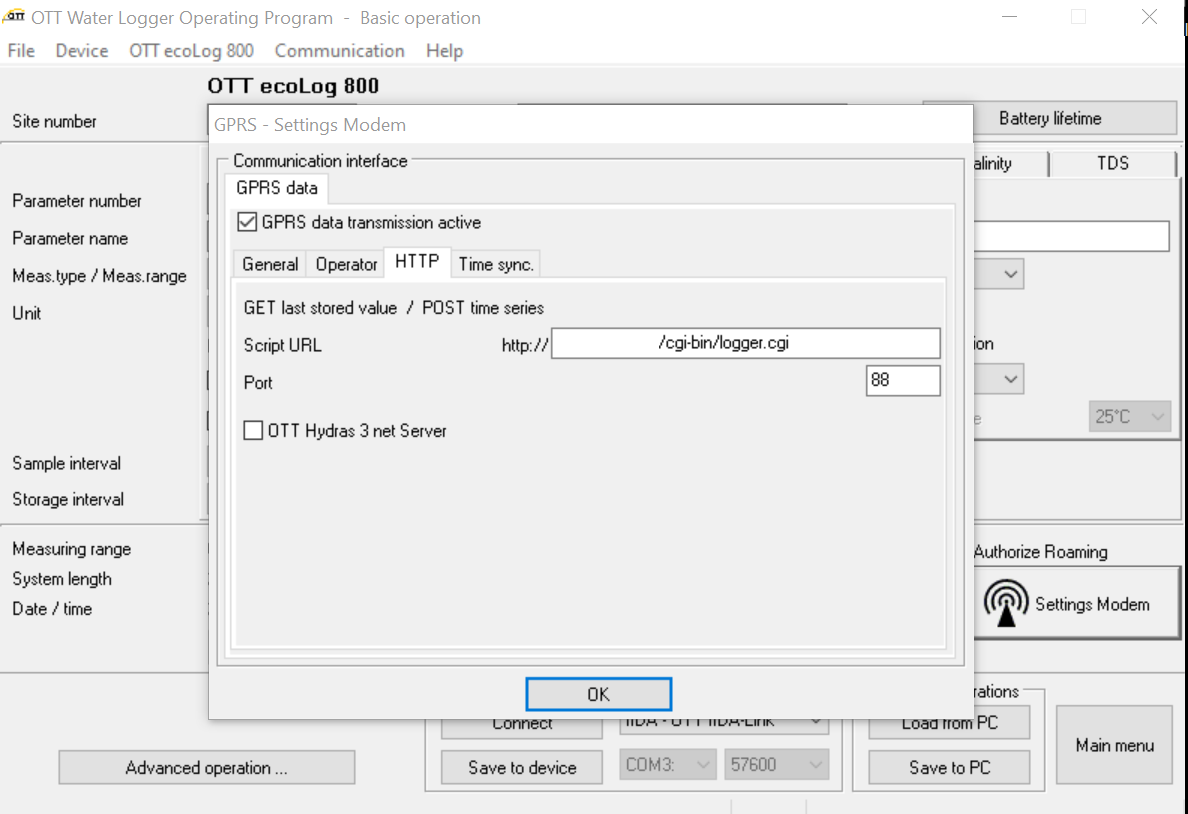 OTT OTT Water Logger Operating Program - Basic operation
File Device OTT ecoLog 800 Communication Help
OTT ecoLog 800
Site number
Battery lifetime
GPRS - Settings Modem
Communication interface
GPRS data
GPRS data transmission active
General Operator HTTP Time sync.
GET last stored value / POST time series
Script URL http:// /cgi-bin/logger.cgi
Port 88
OTT Hydras 3 net Server
OK
alinity TDS
Parameter number
Parameter name
Meas.type / Meas.range
Unit
ion
e 25°C
Sample interval
Storage interval
Measuring range
System length
Date / time
Authorize Roaming
Settings Modem
rations
Connect IrDA - OTT IrDA-Link Load from PC
Advanced operation ... Save to device COM3: 57600 Save to PC
Main menu